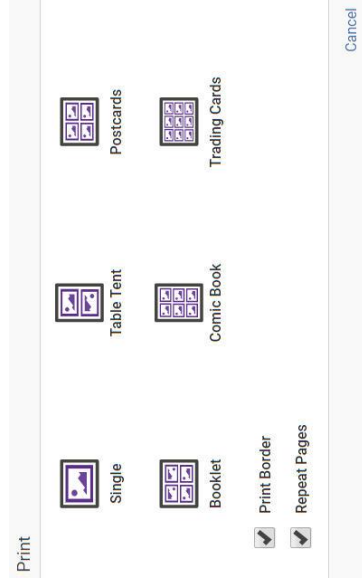 Print
Single
Table Tent
Postcards
Booklet
Comic Book
Trading Cards
Print Border
Repeat Pages
Cancel